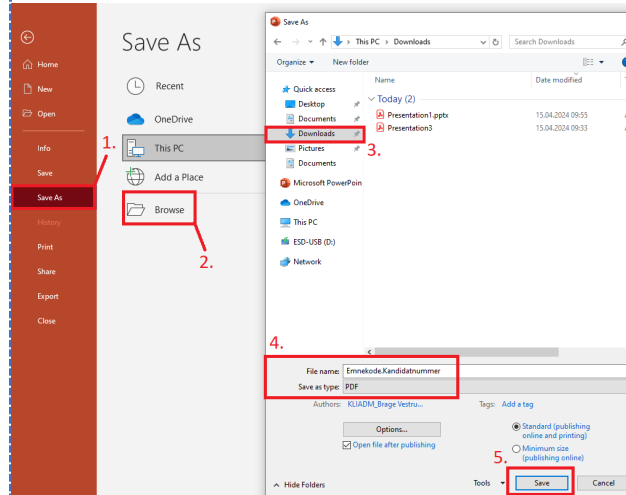 Save As
Home
New
Open
Info
Save
Save As
History
Print
Share
Export
Close
1.
Recent
OneDrive
This PC
Add a Place
Browse
2.
Save As
This PC > Downloads
Search Downloads
Organize
New folder
Name
Date modified
Quick access
Desktop
Documents
Downloads
Pictures
Documents
Microsoft PowerPoin
OneDrive
This PC
ESD-USB (D:)
Network
Today (2)
Presentation1.pptx
15.04.2024 09:55
Presentation3
15.04.2024 09:33
3.
4.
File name: Emnekode.Kandidatnummer
Save as type: PDF
Authors: KLIADM_Brage Vestru...
Tags: Add a tag
Options...
Open file after publishing
Standard (publishing
online and printing)
Minimum size
(publishing online)
5.
Hide Folders
Tools
Save
Cancel